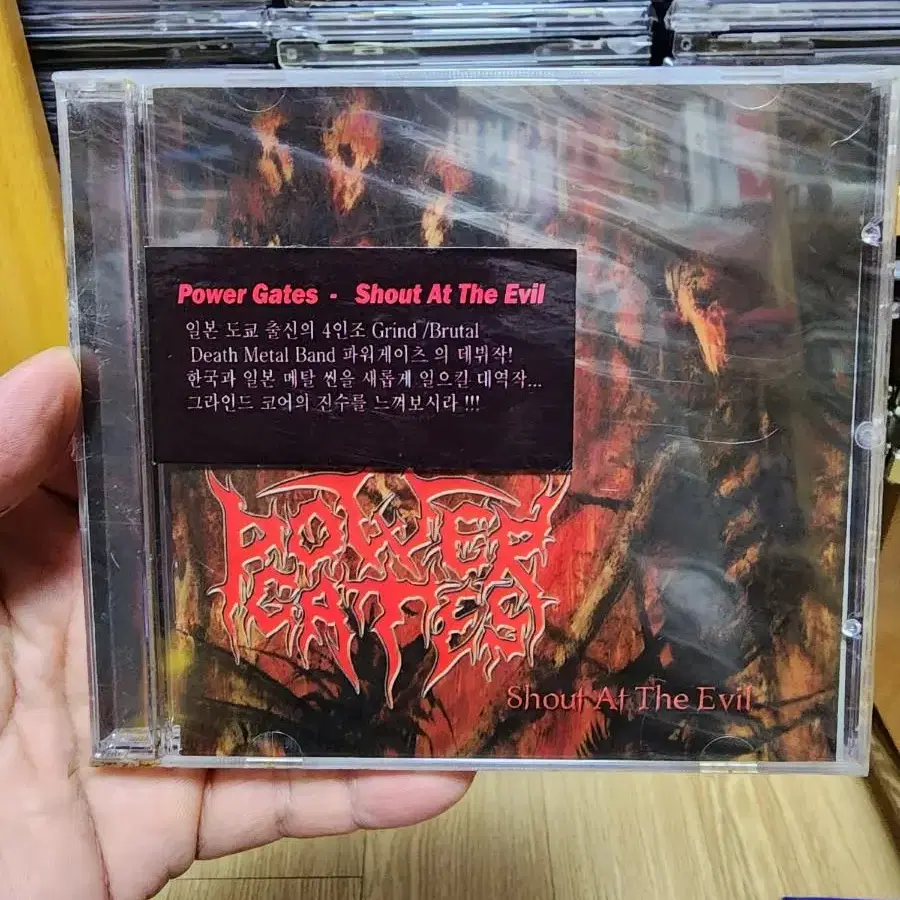 Power Gates - Shout At The Evil
일본 도쿄 출신의 4인조 Grind /Brutal
Death Metal Band 파워게이츠 의 데뷔작!
한국과 일본 메탈 씬을 새롭게 일으킬 대역작...
그라인드 코어의 진수를 느껴보시라 !!!
POWER
GATES
Shout At The Evil